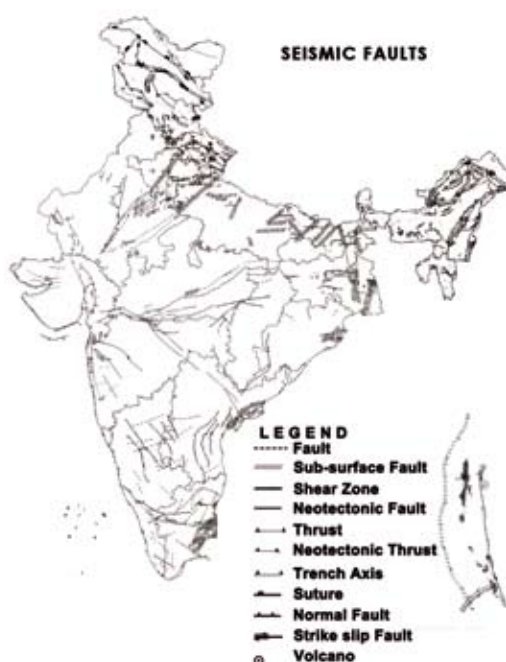 SEISMIC FAULTS
LEGEND
Fault
Sub-surface Fault
Shear Zone
Neotectonic Fault
Thrust
Neotectonic Thrust
Trench Axis
Suture
Normal Fault
Strike slip Fault
Volcano